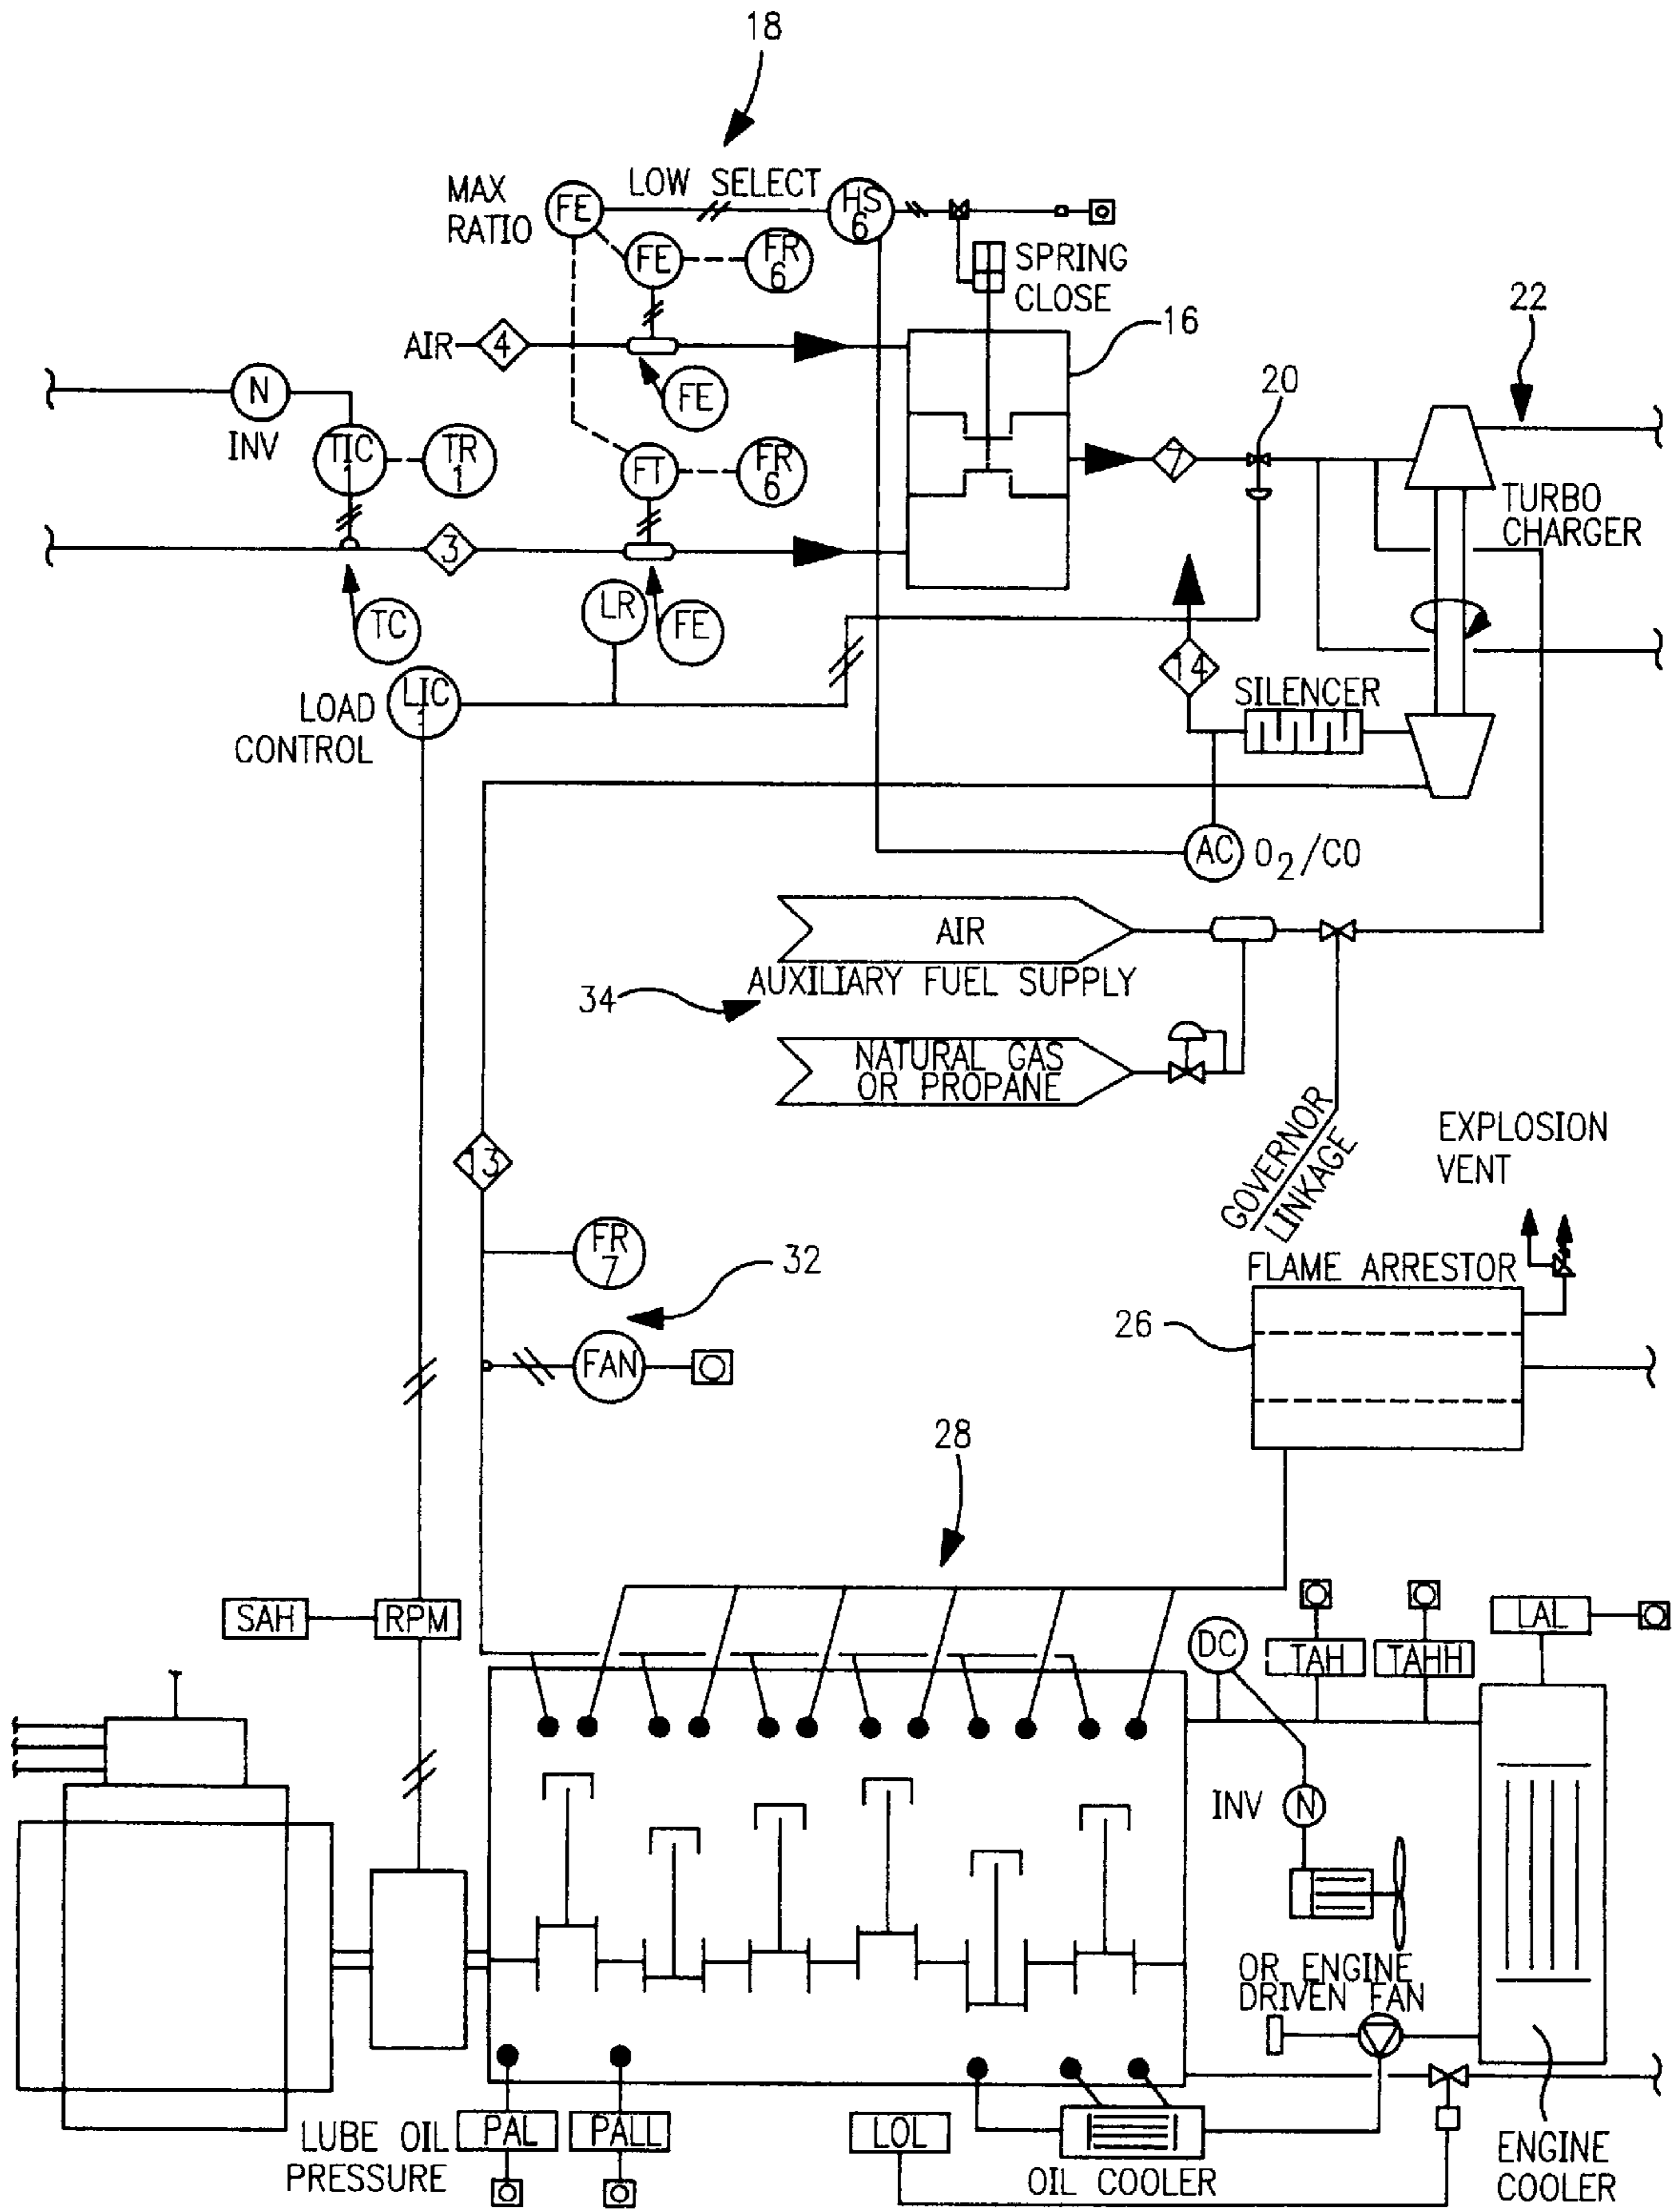 18
MAX
RATIO
FE
LOW SELECT
HS
6
FE
FR
6
SPRING
CLOSE
AIR
4
16
22
N
INV
FE
20
TIC
1
TR
1
FT
FR
6
7
TURBO
CHARGER
3
TC
LR
FE
14
LIC
1
LOAD
CONTROL
SILENCER
AC
O2/CO
AIR
AUXILIARY FUEL SUPPLY
34
NATURAL GAS
OR PROPANE
GOVERNOR
LINKAGE
EXPLOSION
VENT
13
FR
7
32
FLAME ARRESTOR
26
FAN
28
SAH
RPM
DC
TAH
TAHH
LAL
INV
N
OR ENGINE
DRIVEN FAN
LUBE OIL
PRESSURE
PAL
PALL
LOL
OIL COOLER
ENGINE
COOLER